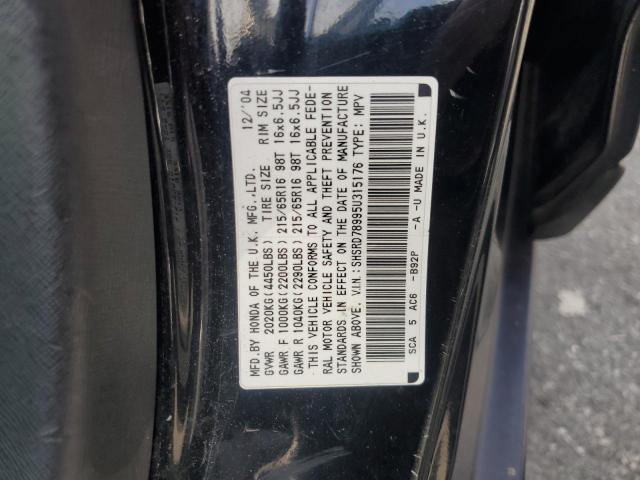 MFD.BY HONDA OF THE U.K. MFG.,LTD. 12/'04
GVWR 2020KG(4450LBS) TIRE SIZE RIM SIZE
GAWR F 1000KG(2200LBS) 215/65R16 98T 16x6.5JJ
GAWR R 1040KG(2290LBS) 215/65R16 98T 16x6.5JJ
THIS VEHICLE CONFORMS TO ALL APPLICABLE FEDE-
RAL MOTOR VEHICLE SAFETY AND THEFT PREVENTION
STANDARDS IN EFFECT ON THE DATE OF MANUFACTURE
SHOWN ABOVE. V.I.N.:SHSRD78995U315176 TYPE: MPV
SCA 5 AC6 -B92P -A -U MADE IN U.K.